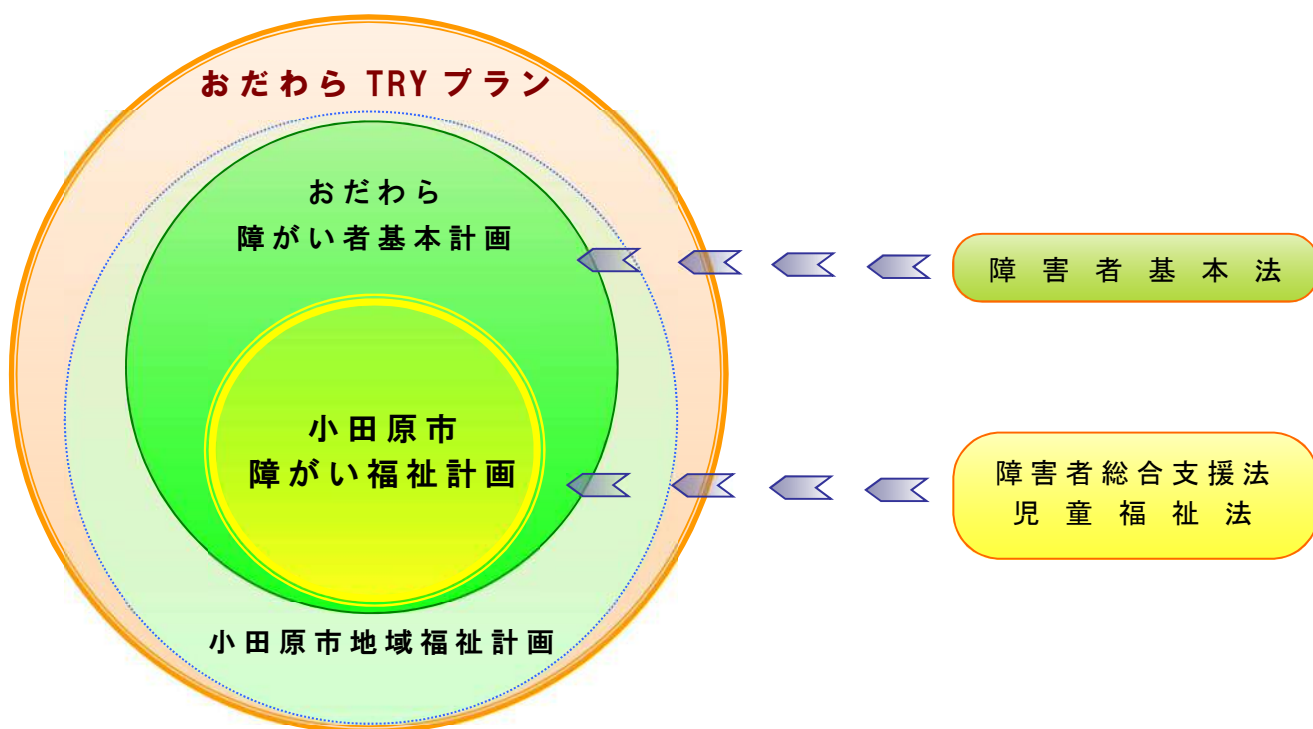 おだわらTRYプラン
おだわら
障がい者基本計画
障害者基本法
小田原市
障がい福祉計画
障害者総合支援法
児童福祉法
小田原市地域福祉計画